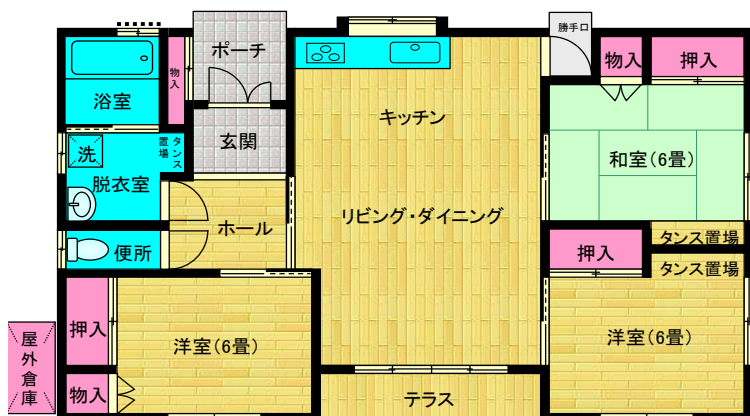 勝手口
ポーチ
物入
物入
押入
浴室
キッチン
玄関
タンス
置場
洗
和室(6畳)
脱衣室
リビング・ダイニング
ホール
タンス置場
便所
押入
タンス置場
押入
洋室(6畳)
洋室(6畳)
屋外倉庫
物入
テラス